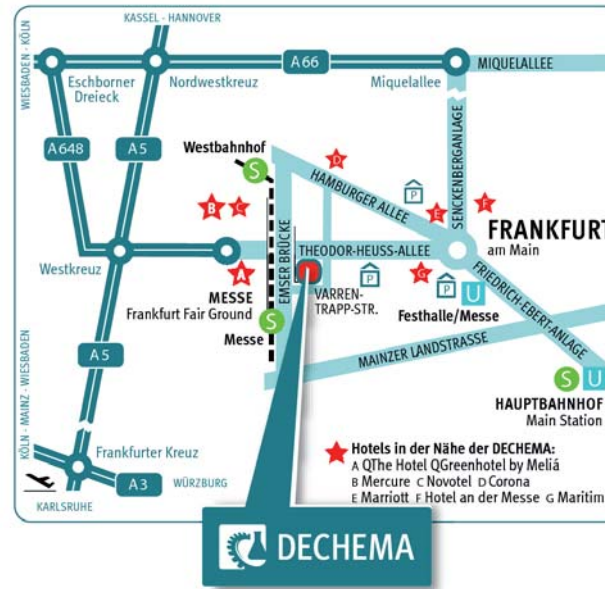 KASSEL - HANNOVER
WIESBADEN - KÖLN
Eschborner
Dreieck
Nordwestkreuz
A66
Miquelallee
MIQUELALLEE
A648
A5
Westbahnhof
S
D
HAMBURGER ALLEE
SENCKENBERGANLAGE
P
B
C
E
F
FRANKFURT
am Main
Westkreuz
A
EMSER BRÜCKE
THEODOR-HEUSS-ALLEE
G
P
P
U
MESSE
Frankfurt Fair Ground
VARREN-
TRAPP-STR.
Festhalle/Messe
FRIEDRICH-EBERT-ANLAGE
S
Messe
MAINZER LANDSTRASSE
A5
S
U
HAUPTBAHNHOF
Main Station
KÖLN - MAINZ - WIESBADEN
Frankfurter Kreuz
A3
WÜRZBURG
KARLSRUHE
Hotels in der Nähe der DECHEMA:
A QThe Hotel QGreenhotel by Meliá
B Mercure C Novotel D Corona
E Marriott F Hotel an der Messe G Maritim
DECHEMA